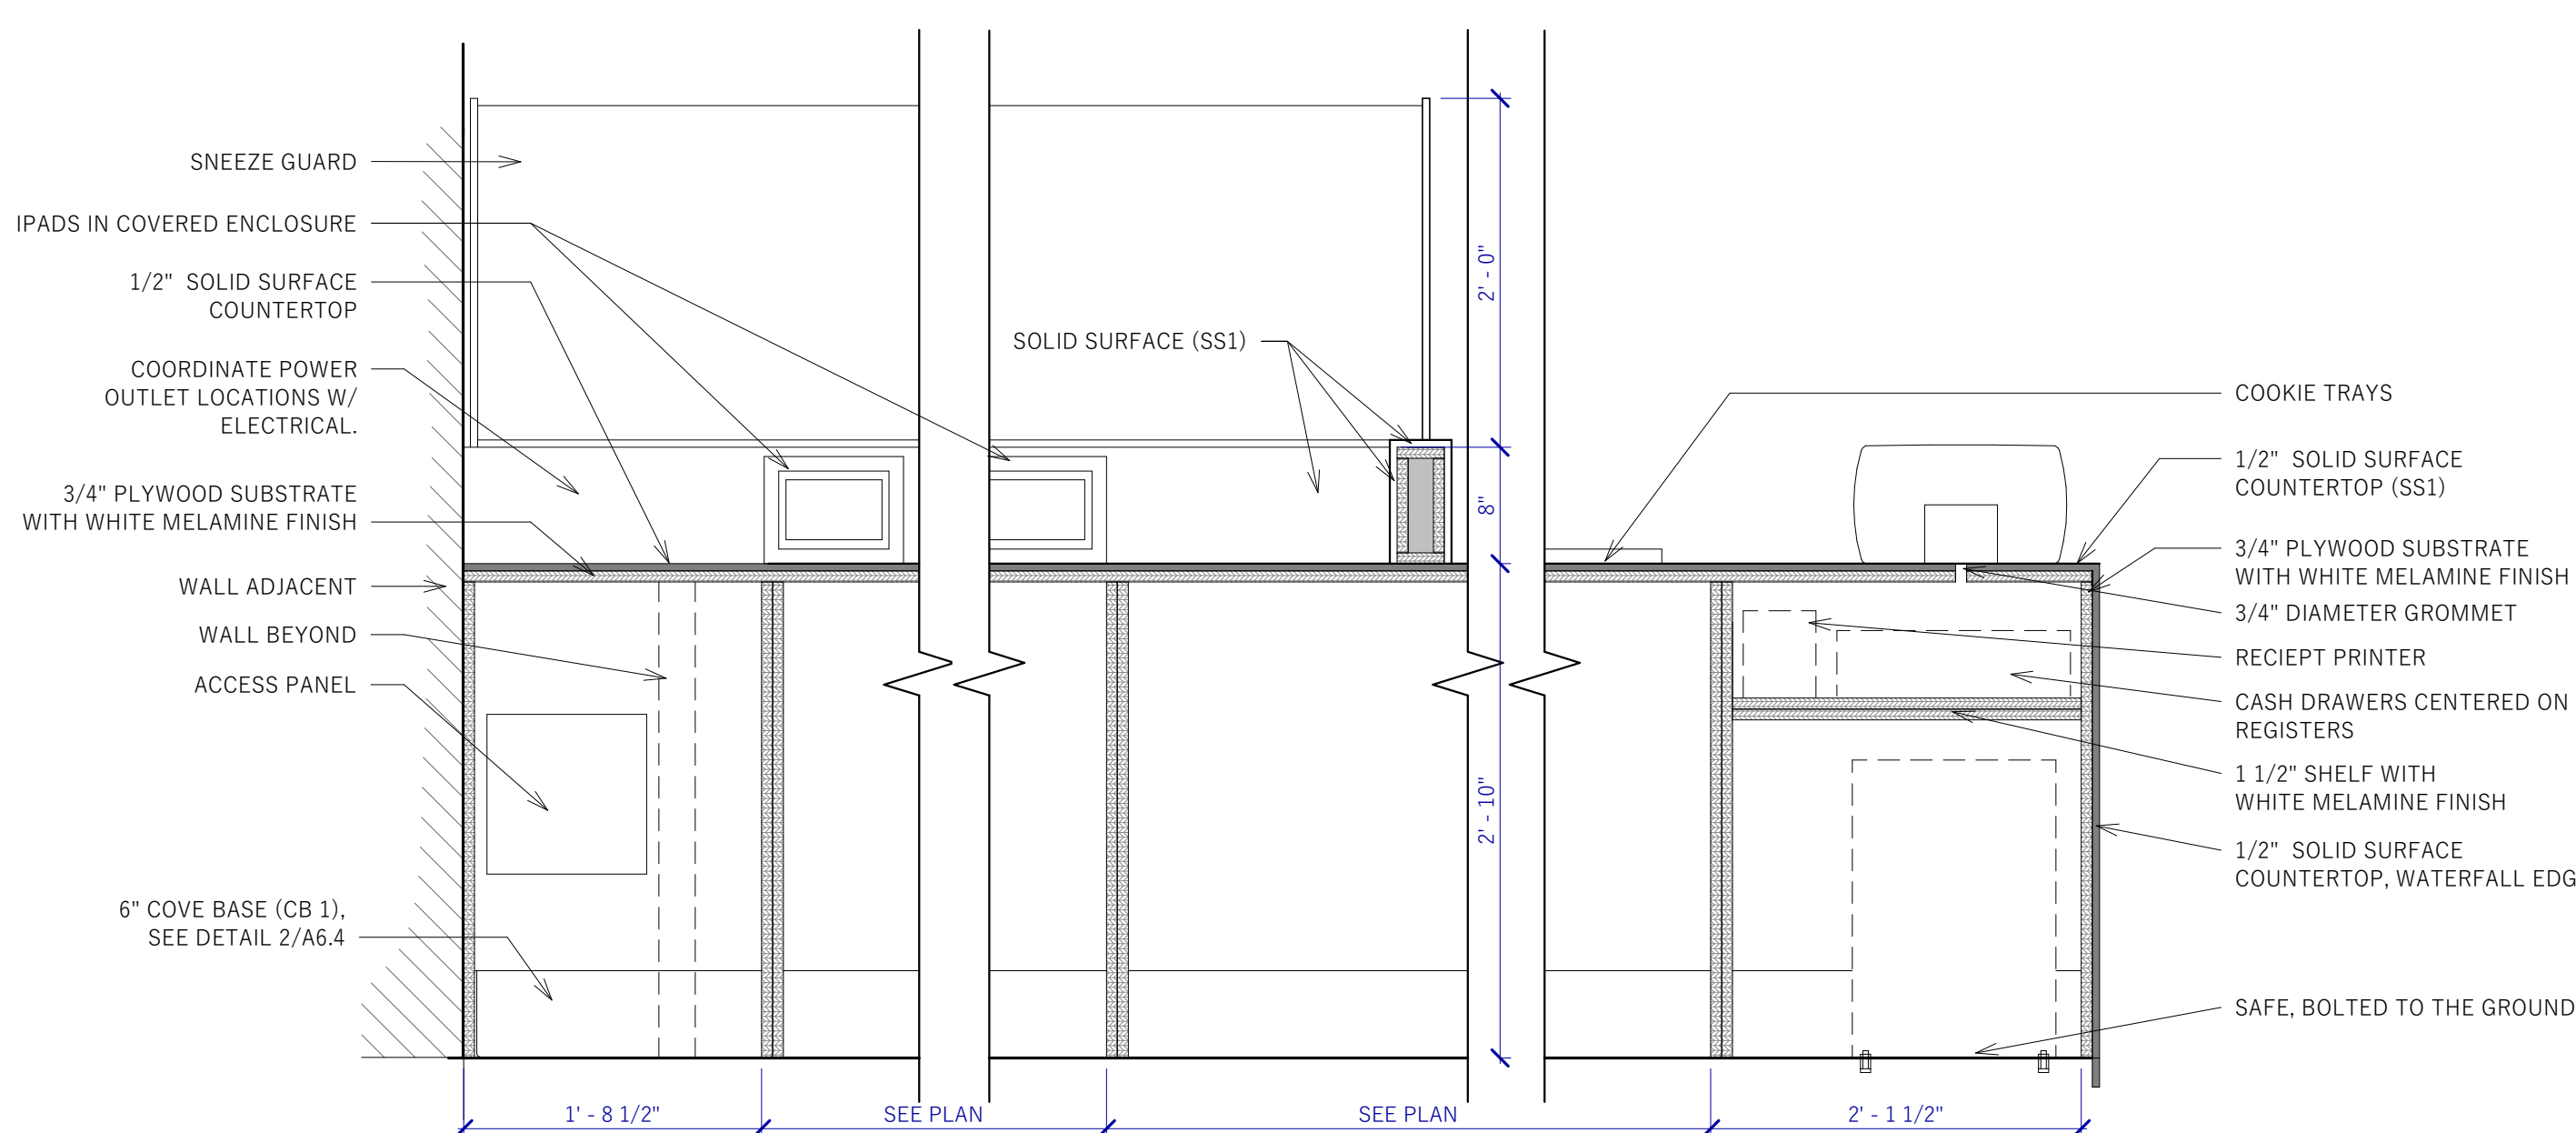 SNEEZE GUARD
IPADS IN COVERED ENCLOSURE
1/2" SOLID SURFACE
COUNTERTOP
COORDINATE POWER
OUTLET LOCATIONS W/
ELECTRICAL.
3/4" PLYWOOD SUBSTRATE
WITH WHITE MELAMINE FINISH
WALL ADJACENT
WALL BEYOND
ACCESS PANEL
6" COVE BASE (CB 1),
SEE DETAIL 2/A6.4
SOLID SURFACE (SS1)
2' - 0"
8"
2' - 10"
COOKIE TRAYS
1/2" SOLID SURFACE
COUNTERTOP (SS1)
3/4" PLYWOOD SUBSTRATE
WITH WHITE MELAMINE FINISH
3/4" DIAMETER GROMMET
RECIEPT PRINTER
CASH DRAWERS CENTERED ON
REGISTERS
1 1/2" SHELF WITH
WHITE MELAMINE FINISH
1/2" SOLID SURFACE
COUNTERTOP, WATERFALL EDG
SAFE, BOLTED TO THE GROUND
1' - 8 1/2"
SEE PLAN
SEE PLAN
2' - 1 1/2"